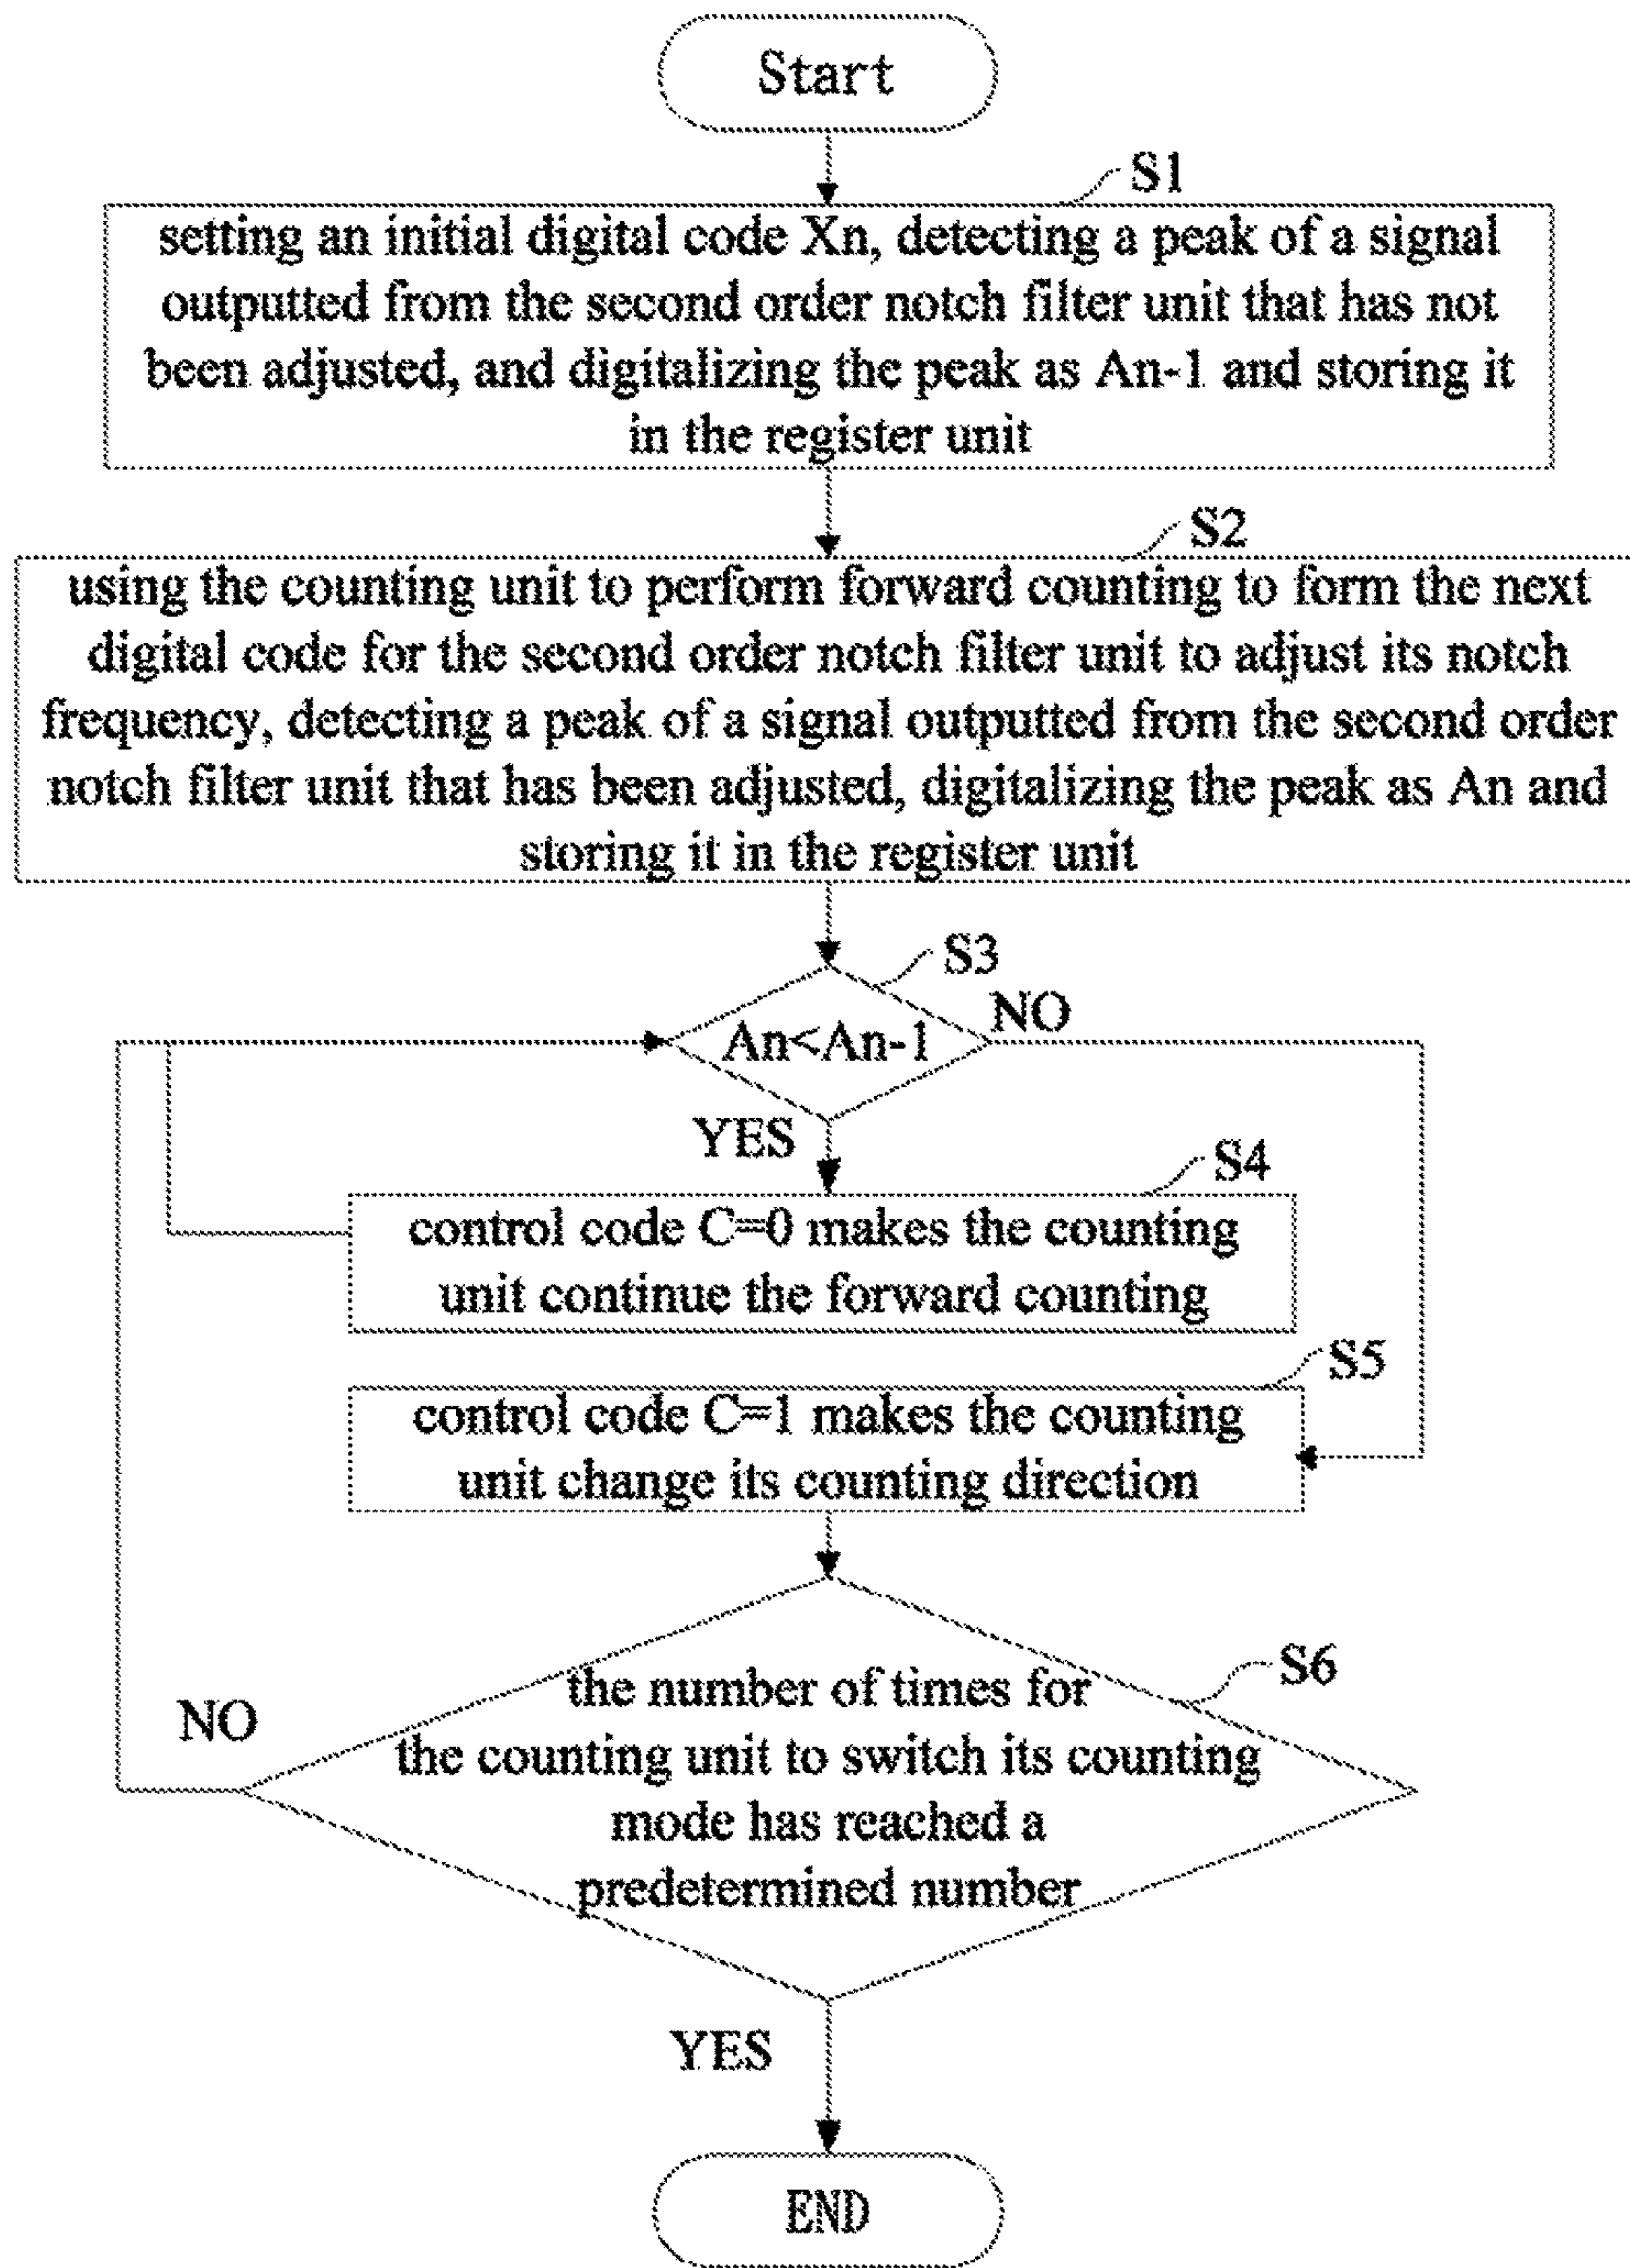 Start
S1
setting an initial digital code Xn, detecting a peak of a signal
outputted from the second order notch filter unit that has not
been adjusted, and digitalizing the peak as An-1 and storing it
in the register unit
S2
using the counting unit to perform forward counting to form the next
digital code for the second order notch filter unit to adjust its notch
frequency, detecting a peak of a signal outputted from the second order
notch filter unit that has been adjusted, digitalizing the peak as An and
storing it in the register unit
S3
NO
An<An-1
YES
S4
control code C=0 makes the counting
unit continue the forward counting
S5
control code C=1 makes the counting
unit change its counting direction
S6
the number of times for
NO
the counting unit to switch its counting
mode has reached a
predetermined number
YES
END